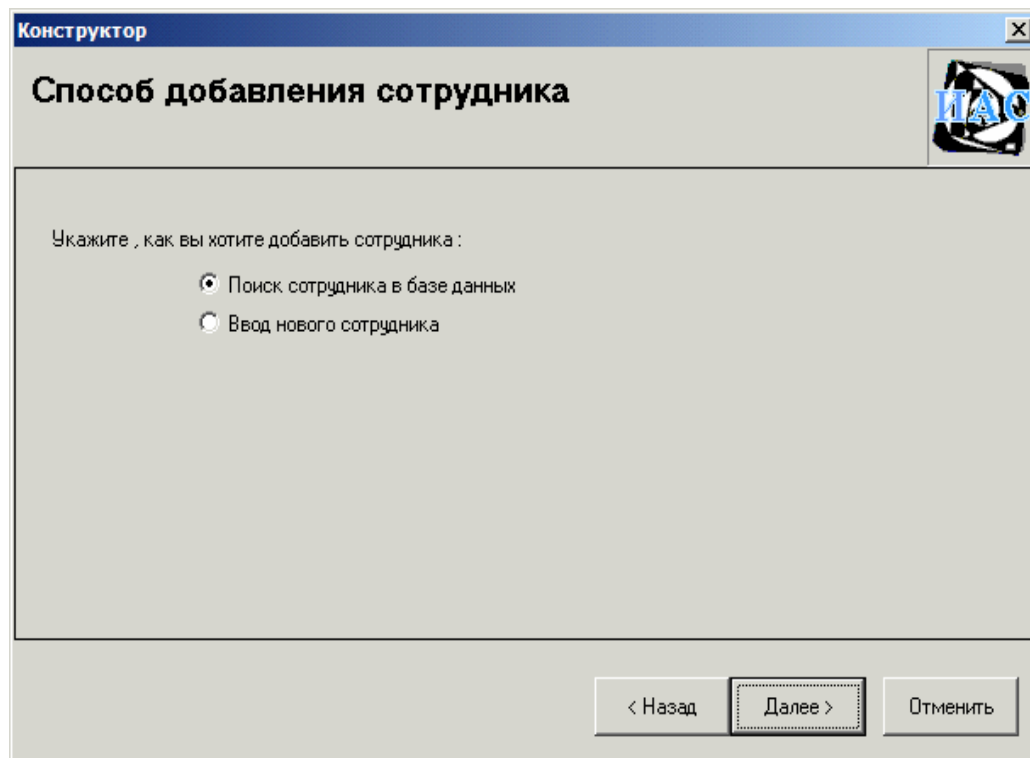 Конструктор
Способ добавления сотрудника
ИАС
Укажите , как вы хотите добавить сотрудника :
Поиск сотрудника в базе данных
Ввод нового сотрудника
< Назад
Далее >
Отменить